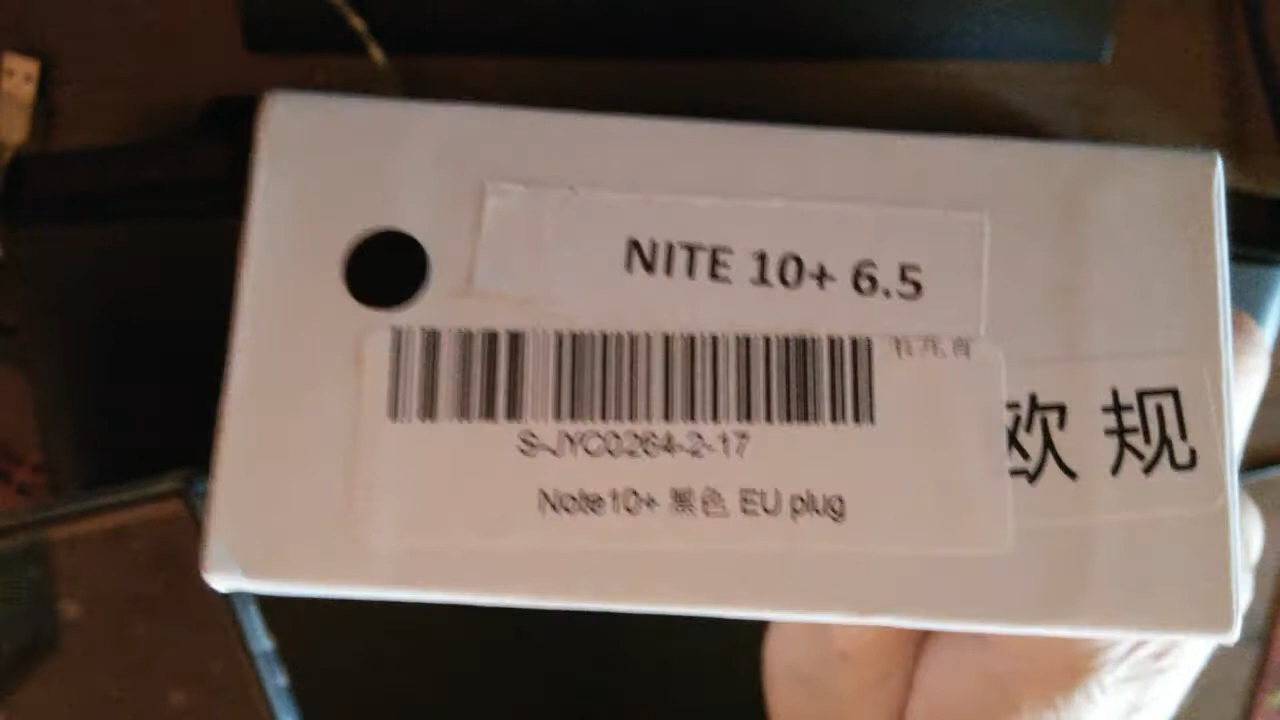 NITE 10+ 6.5
S-JYC0264-2-17
欧规
Note10+ 黑色 EU plug